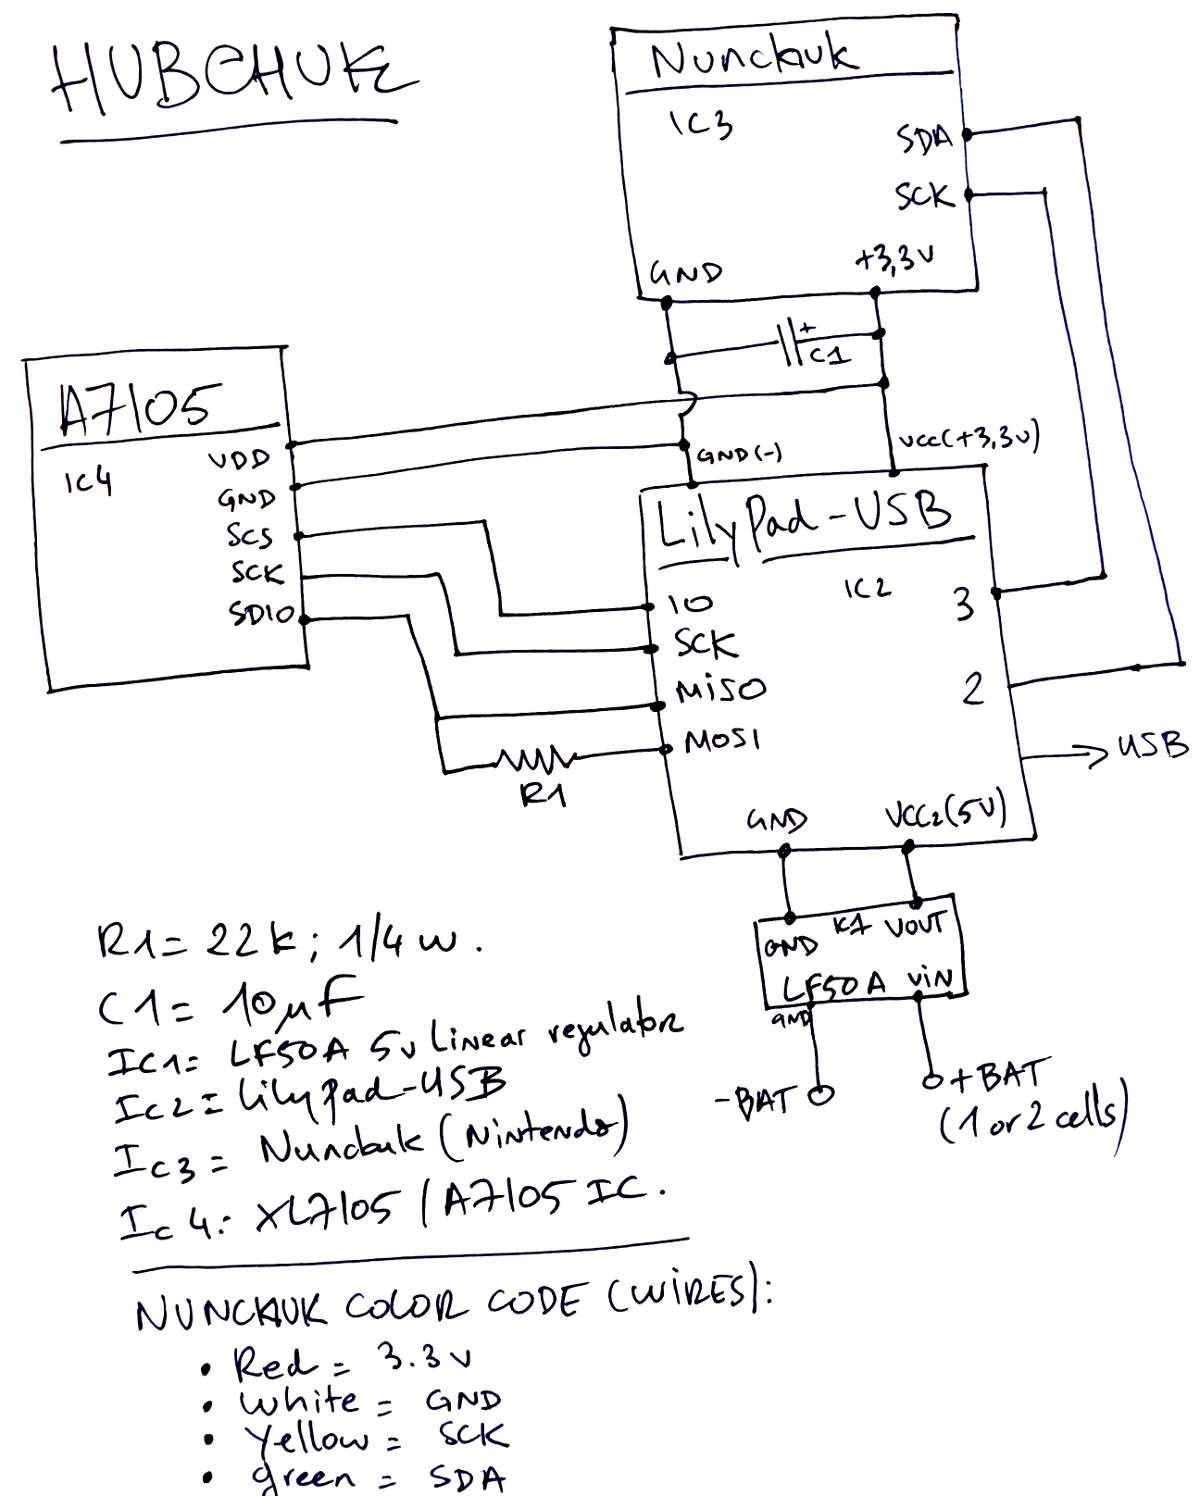 HUBCHUK
Nunchuk
IC3
SDA
SCK
GND
+3,3V
+
C1
A7105
IC4
VDD
GND
SCS
SCK
SDIO
GND(-)
VCC(+3,3V)
LilyPad-USB
IC2
10
SCK
MiSO
MOSI
3
2
USB
R1
GND
VCC2(5V)
GND
K1
VOUT
LF50A
ViN
GND
-BAT
+BAT
(1 or 2 cells)
R1= 22k; 1/4 w.
C1= 10µF
IC1= LF50A 5v Linear regulator
IC2= LilyPad-USB
IC3= Nunchuk (Nintendo)
IC4: XL7105 / A7105 IC.
NUNCHUK COLOR CODE (WiRES):
• Red = 3.3v
• White = GND
• Yellow = SCK
• green = SDA